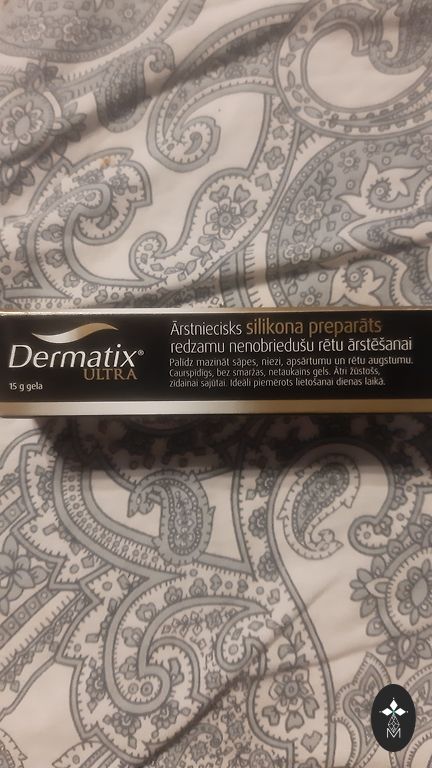 Dermatix®
ULTRA
15 g gela
Ārstniecisks silikona preparāts
redzamu nenobriedušu rētu ārstēšanai
Palīdz mazināt sāpes, niezi, apsārtumu un rētu augstumu.
Caurspīdīgs, bez smaržas, netaukains gels. Ātri žūstošs,
zīdainai sajūtai. Ideāli piemērots lietošanai dienas laikā.